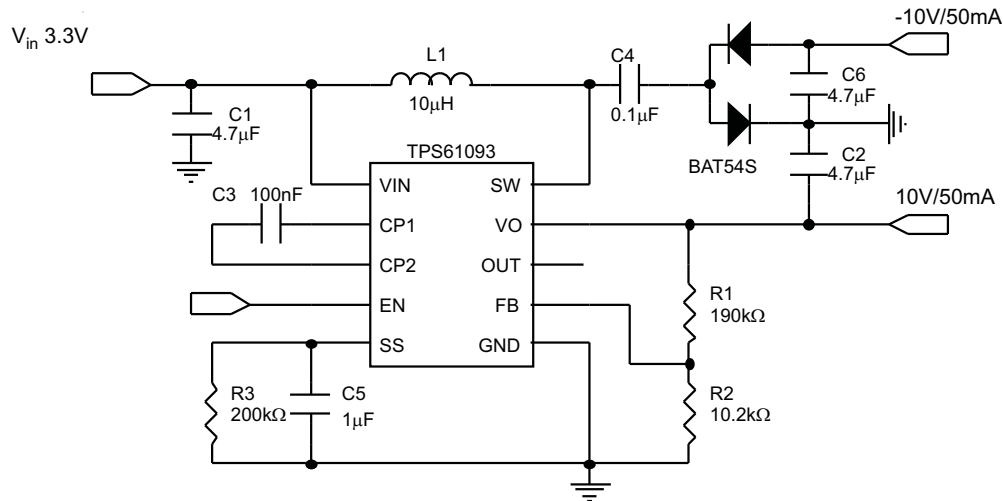 -10V/50mA
Vin 3.3V
L1
10μH
C4
0.1μF
C6
4.7μF
C1
4.7μF
BAT54S
C2
4.7μF
TPS61093
C3
100nF
VIN
SW
CP1
VO
10V/50mA
CP2
OUT
EN
FB
R1
190kΩ
SS
GND
R3
200kΩ
C5
1μF
R2
10.2kΩ